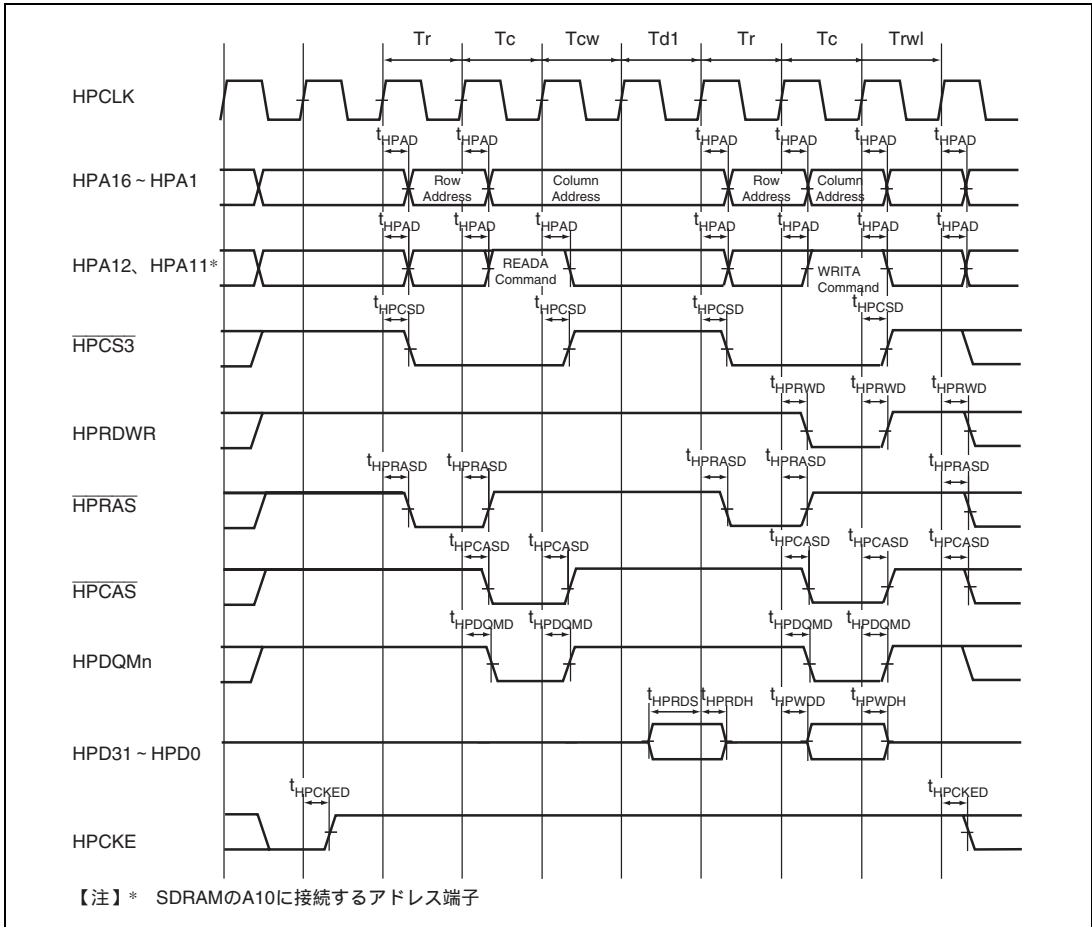 Tr Tc Tcw Td1 Tr Tc Trwl
HPCLK
tHPAD tHPAD tHPAD tHPAD tHPAD tHPAD
HPA16 ~ HPA1
Row Address
Column Address
Row Address
Column Address
tHPAD tHPAD tHPAD tHPAD tHPAD tHPAD tHPAD
HPA12、HPA11*
READA Command
WRITA Command
tHPCSD tHPCSD tHPCSD tHPCSD
HPCS3
tHPRWD tHPRWD tHPRWD
HPRDWR
tHPRASD tHPRASD tHPRASD tHPRASD tHPRASD
HPRAS
tHPCASD tHPCASD tHPCASD tHPCASD tHPCASD
HPCAS
tHPDQMD tHPDQMD tHPDQMD tHPDQMD
HPDQMn
tHPRDS tHPRDH tHPWDD tHPWDH
HPD31 ~ HPD0
tHPCKED tHPCKED
HPCKE
【注】* SDRAMのA10に接続するアドレス端子